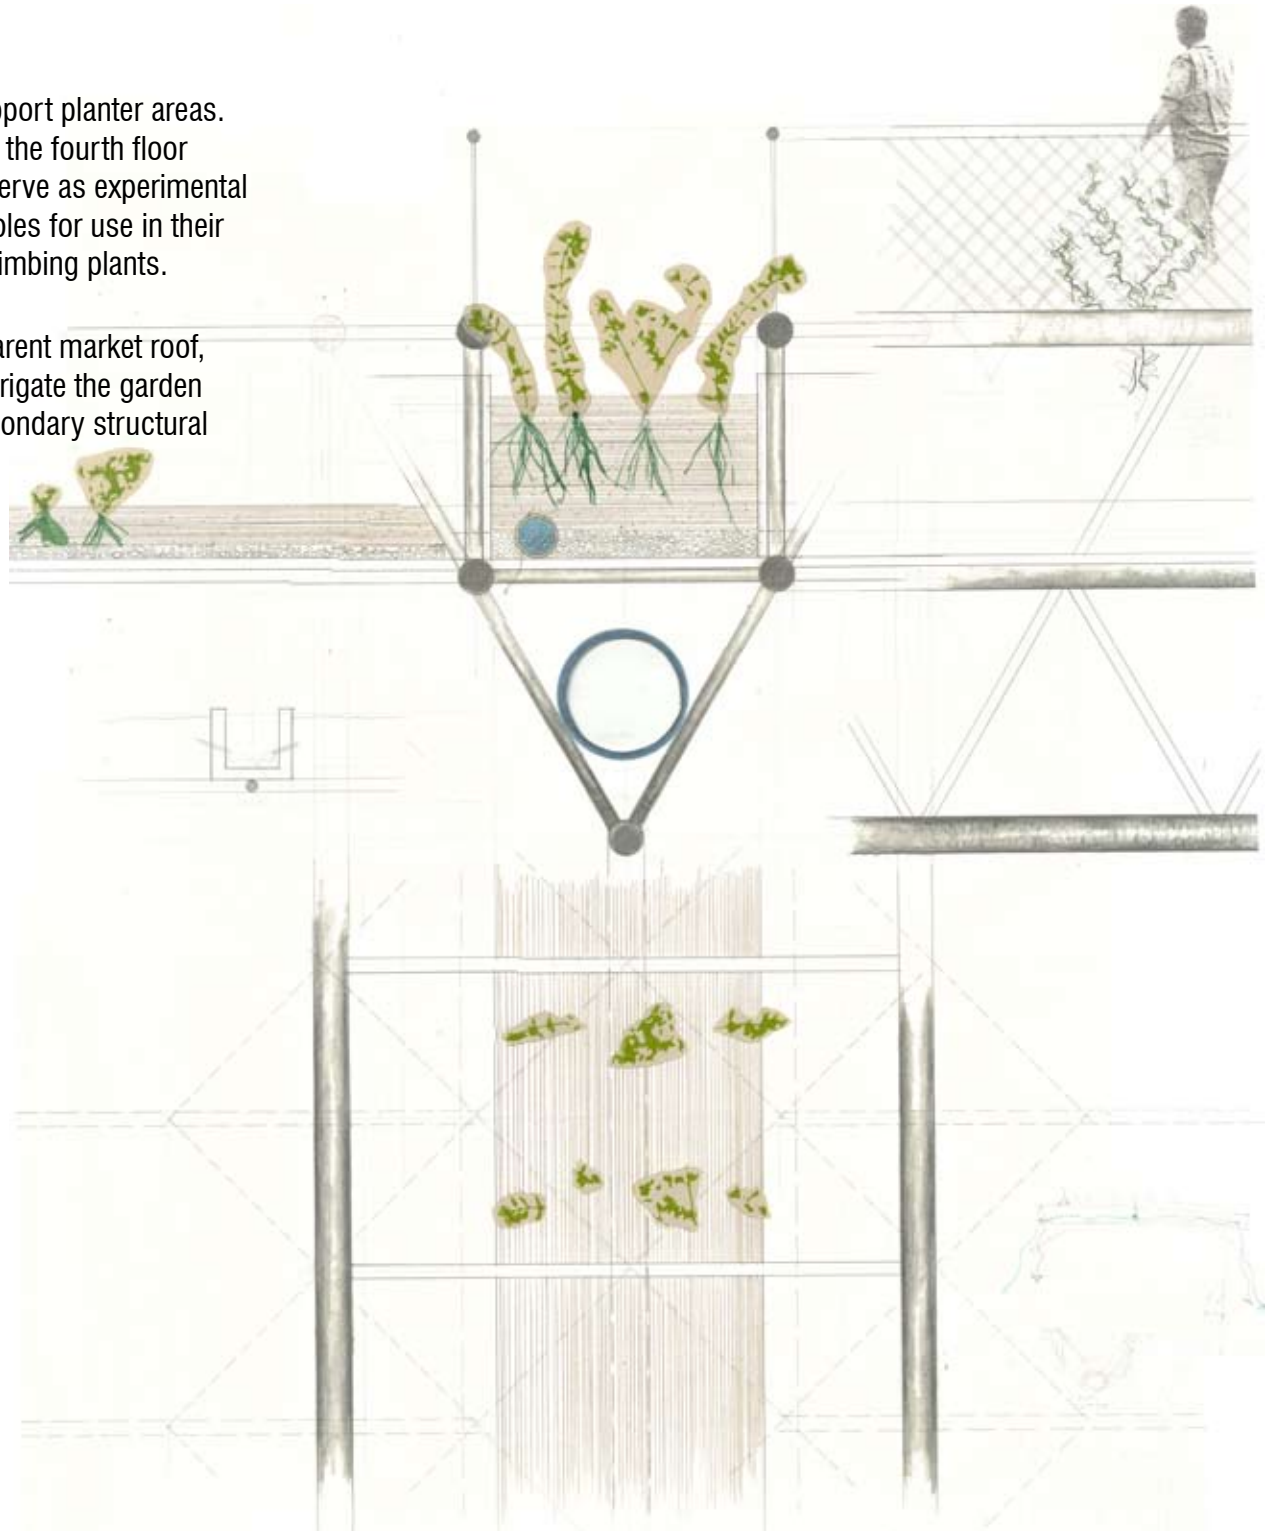 port planter areas.
the fourth floor
erve as experimental
bles for use in their
imbing plants.
arent market roof,
rigate the garden
ondary structural